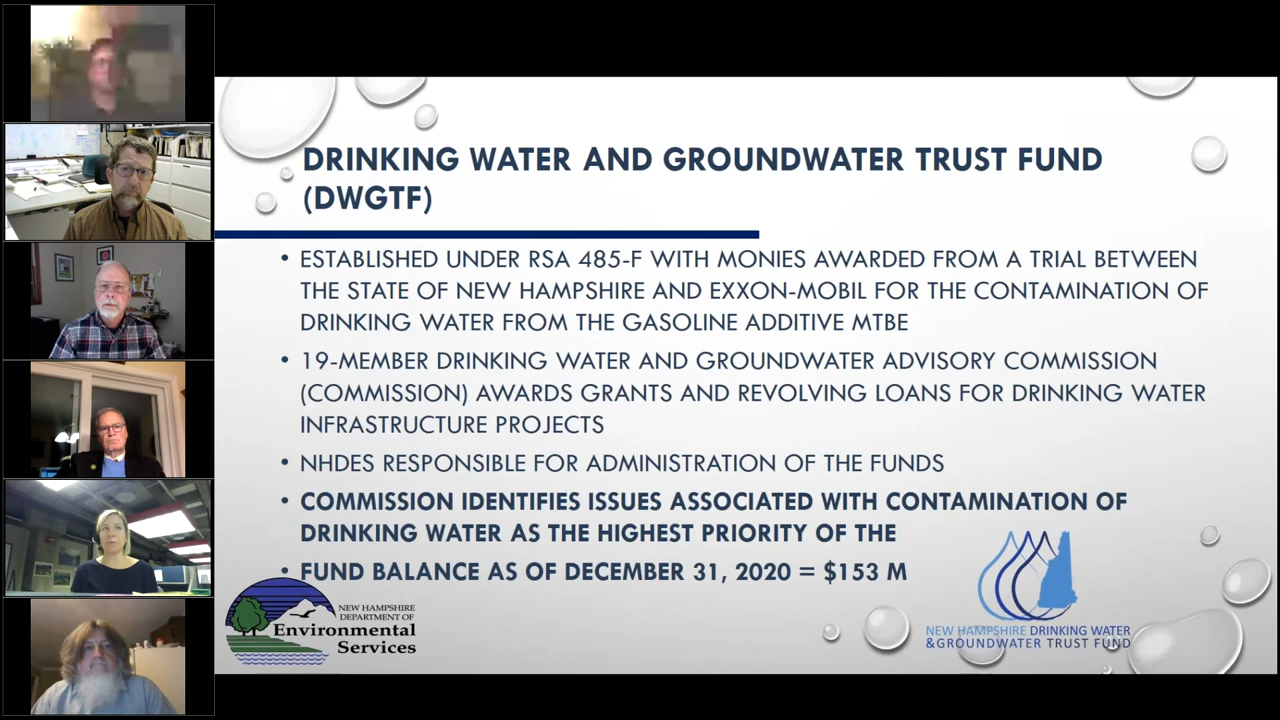 DRINKING WATER AND GROUNDWATER TRUST FUND
(DWGTF)
• ESTABLISHED UNDER RSA 485-F WITH MONIES AWARDED FROM A TRIAL BETWEEN
THE STATE OF NEW HAMPSHIRE AND EXXON-MOBIL FOR THE CONTAMINATION OF
DRINKING WATER FROM THE GASOLINE ADDITIVE MTBE
• 19-MEMBER DRINKING WATER AND GROUNDWATER ADVISORY COMMISSION
(COMMISSION) AWARDS GRANTS AND REVOLVING LOANS FOR DRINKING WATER
INFRASTRUCTURE PROJECTS
• NHDES RESPONSIBLE FOR ADMINISTRATION OF THE FUNDS
• COMMISSION IDENTIFIES ISSUES ASSOCIATED WITH CONTAMINATION OF
DRINKING WATER AS THE HIGHEST PRIORITY OF THE
• FUND BALANCE AS OF DECEMBER 31, 2020 = $153 M
NEW HAMPSHIRE
DEPARTMENT OF
Environmental
Services
NEW HAMPSHIRE DRINKING WATER
& GROUNDWATER TRUST FUND